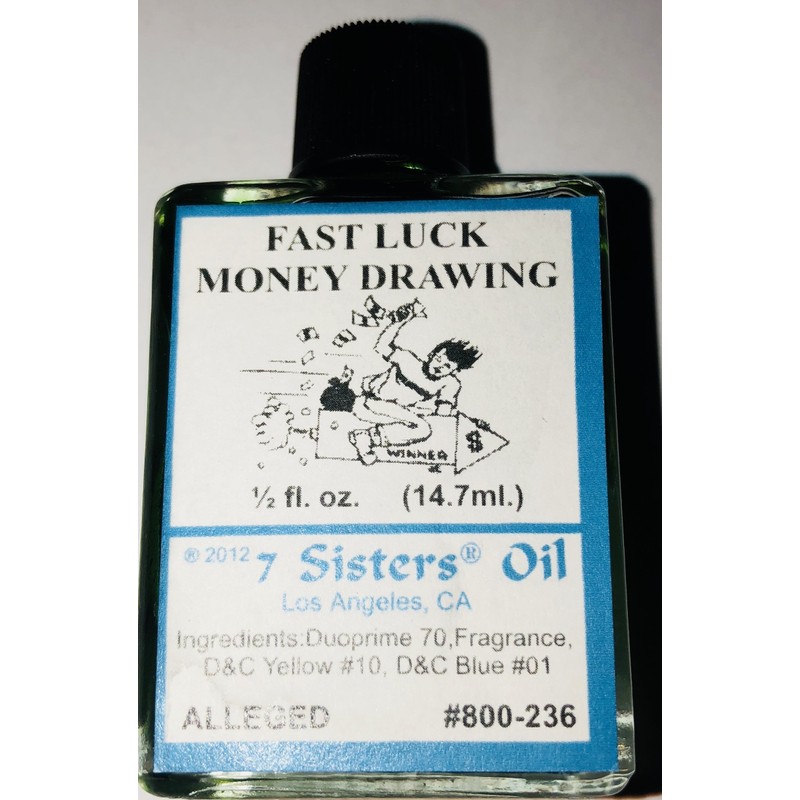 FAST LUCK
MONEY DRAWING
$
WINNER
½ fl. oz. (14.7ml.)
® 2012 7 Sisters® Oil
Los Angeles, CA
Ingredients:Duoprime 70,Fragrance,
D&C Yellow #10, D&C Blue #01
ALLEGED #800-236